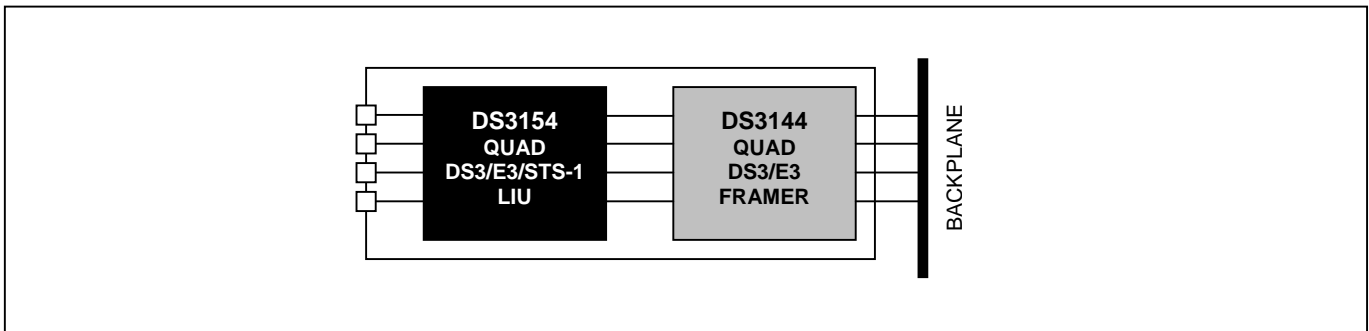 DS3154
QUAD
DS3/E3/STS-1
LIU
DS3144
QUAD
DS3/E3
FRAMER
BACKPLANE